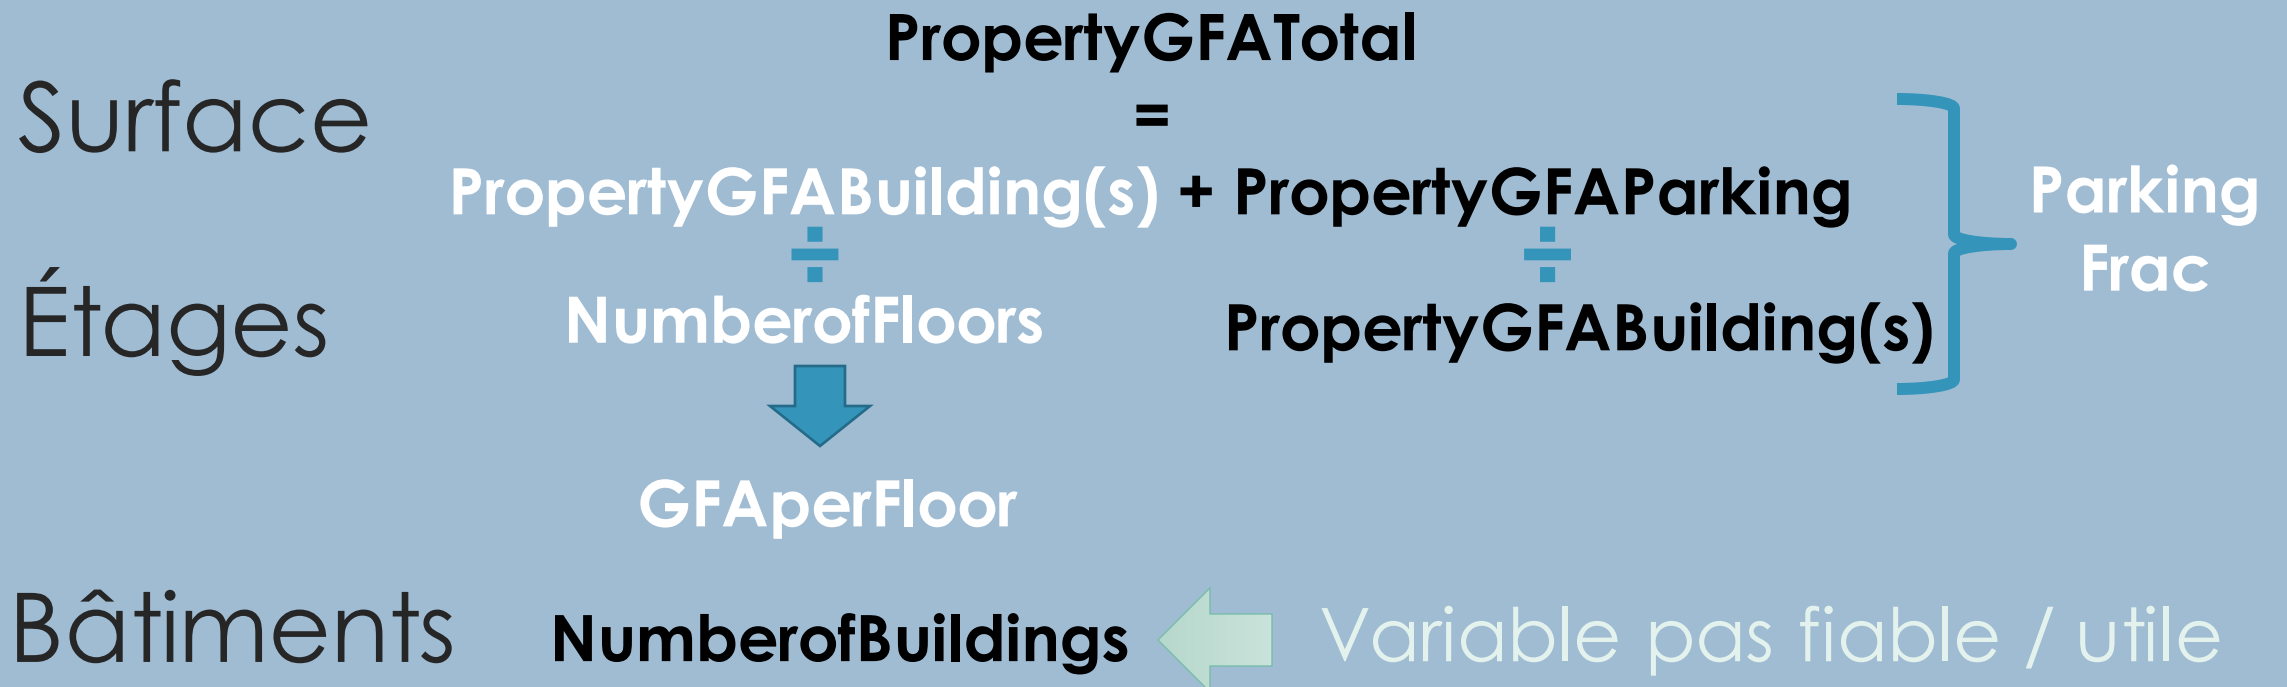 PropertyGFATotal
Surface
=
PropertyGFABuilding(s) + PropertyGFAParking
Parking
Frac
÷ ÷
Étages
NumberofFloors
PropertyGFABuilding(s)
GFAperFloor
Bâtiments
NumberofBuildings
Variable pas fiable / utile